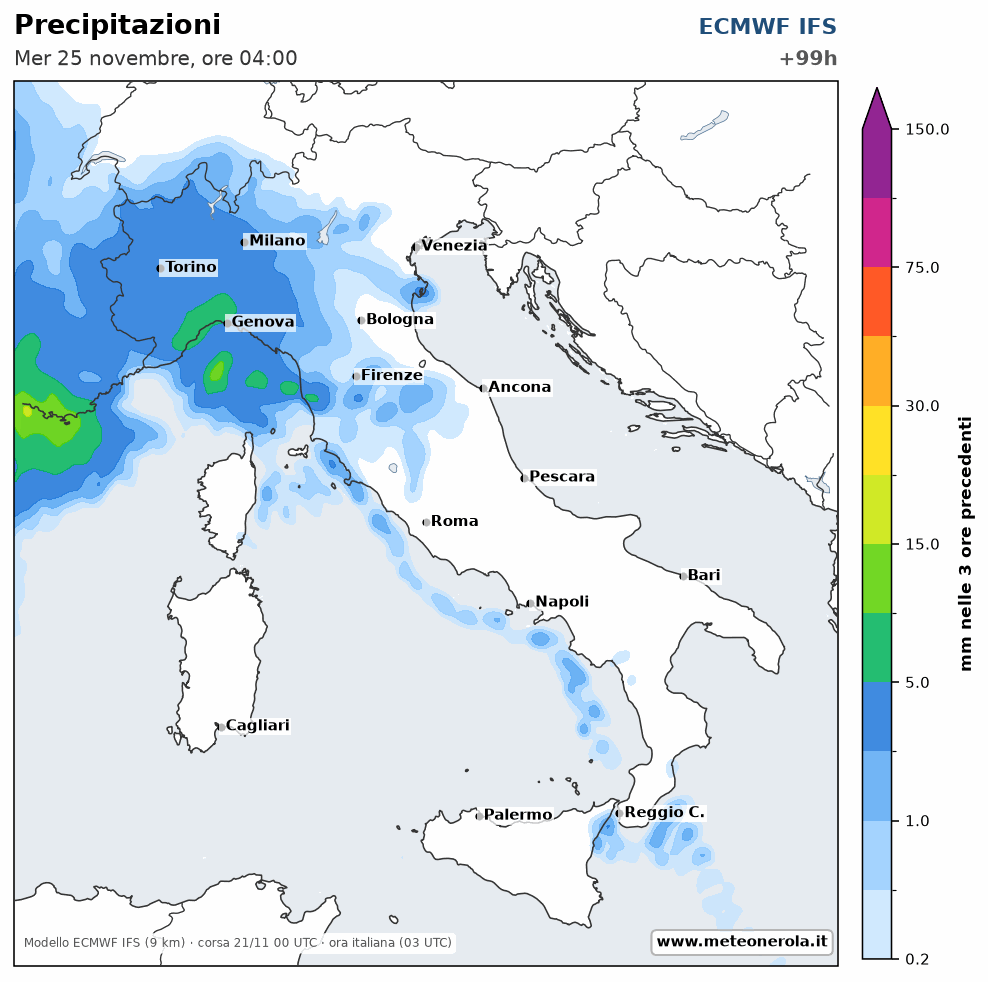 Precipitazioni
ECMWF IFS
Mer 25 novembre, ore 04:00
+99h
150.0
75.0
30.0
15.0
5.0
1.0
0.2
mm nelle 3 ore precedenti
Milano
Venezia
Torino
Genova
Bologna
Firenze
Ancona
Pescara
Roma
Bari
Napoli
Cagliari
Palermo
Reggio C.
Modello ECMWF IFS (9 km) · corsa 21/11 00 UTC · ora italiana (03 UTC)
www.meteonerola.it